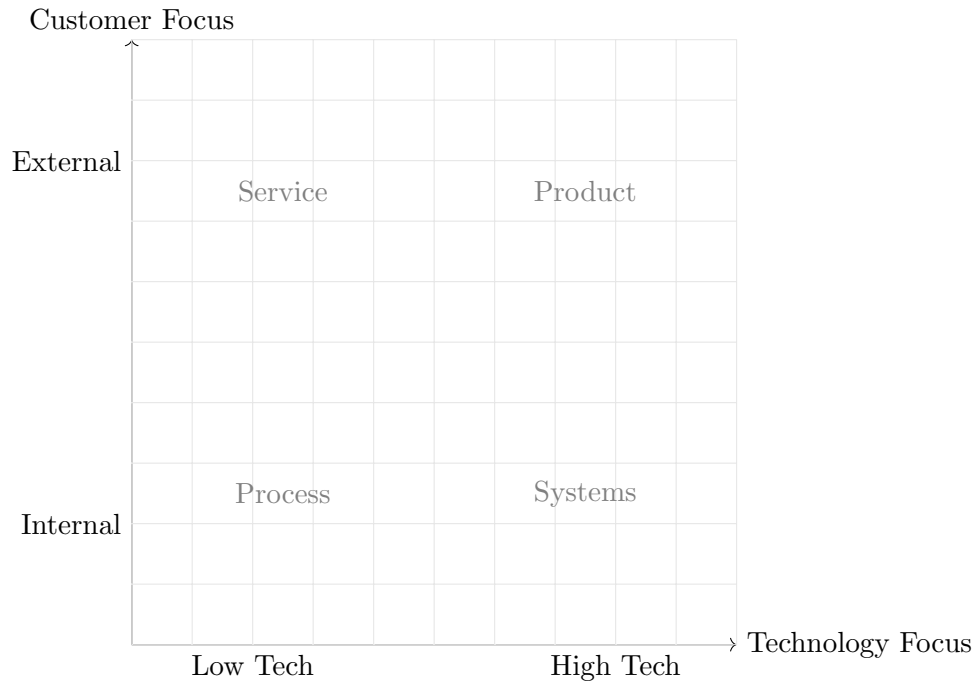 Customer Focus
External
Service
Product
Process
Systems
Internal
Technology Focus
Low Tech
High Tech